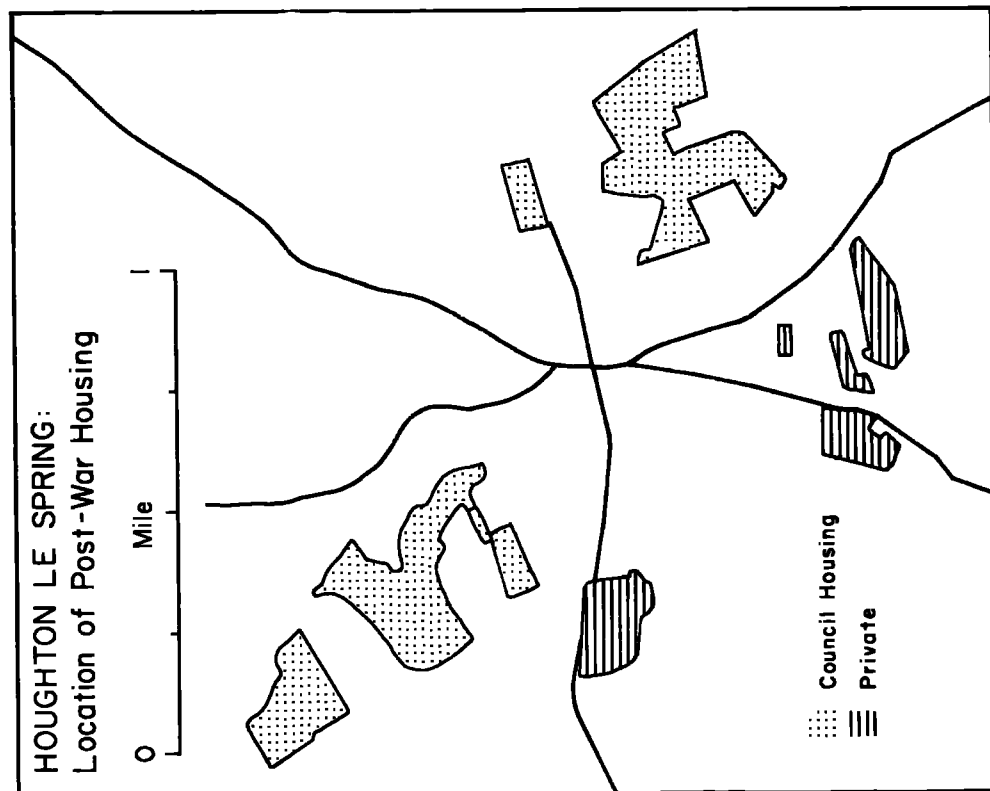 HOUGHTON LE SPRING:
Location of Post-War Housing
0 Mile 1
Council Housing
Private